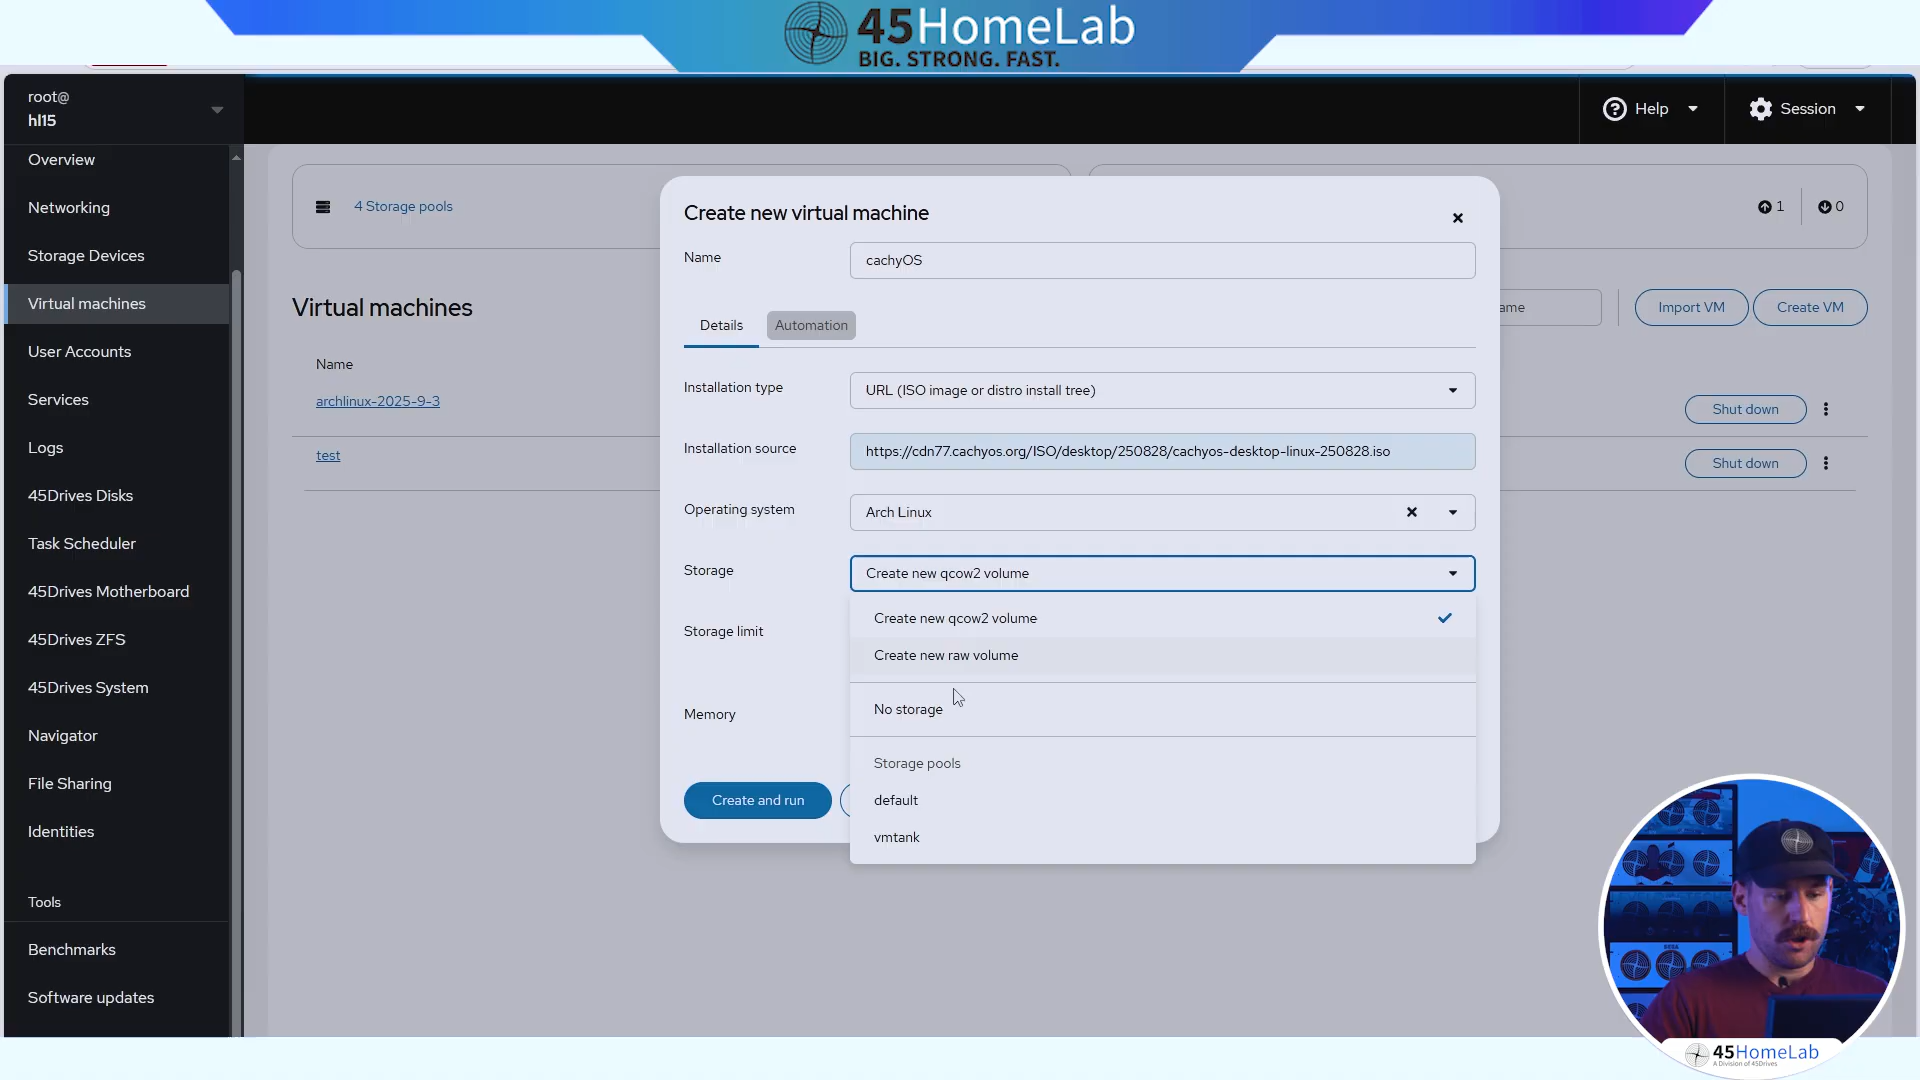 45HomeLab
BIG. STRONG. FAST.
root@
hl15
Help
Session
Overview
Networking
Storage Devices
Virtual machines
User Accounts
Services
Logs
45Drives Disks
Task Scheduler
45Drives Motherboard
45Drives ZFS
45Drives System
Navigator
File Sharing
Identities
Tools
Benchmarks
Software updates
4 Storage pools
1
0
Virtual machines
ame
Import VM
Create VM
Name
archlinux-2025-9-3
Shut down
test
Shut down
Create new virtual machine
Name
cachyOS
Details
Automation
Installation type
URL (ISO image or distro install tree)
Installation source
https://cdn77.cachyos.org/ISO/desktop/250828/cachyos-desktop-linux-250828.iso
Operating system
Arch Linux
Storage
Create new qcow2 volume
Create new qcow2 volume
Storage limit
Create new raw volume
No storage
Memory
Storage pools
default
vmtank
Create and run
45HomeLab
A Division of 45Drives